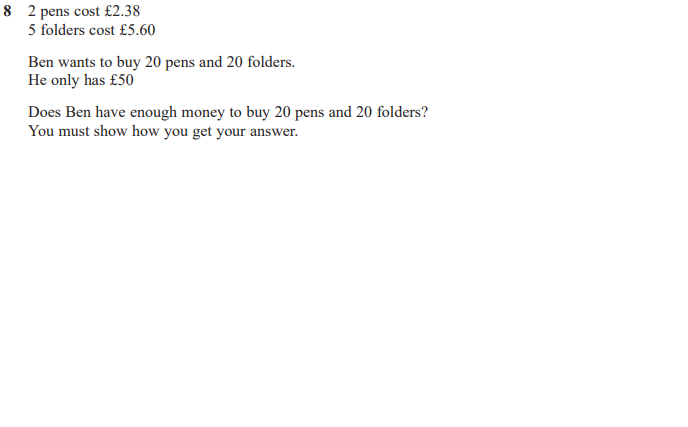 8 2 pens cost £2.38
5 folders cost £5.60
Ben wants to buy 20 pens and 20 folders.
He only has £50
Does Ben have enough money to buy 20 pens and 20 folders?
You must show how you get your answer.